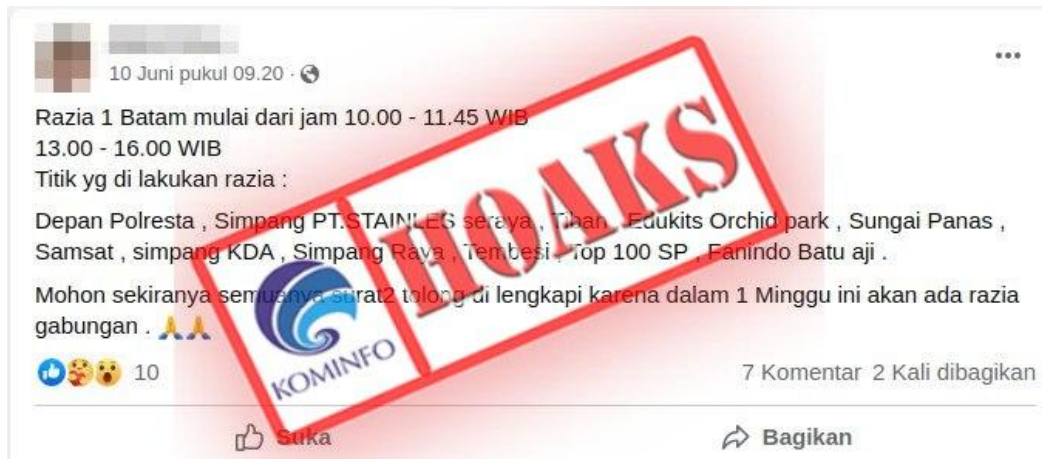 10 Juni pukul 09.20 ·
Razia 1 Batam mulai dari jam 10.00 - 11.45 WIB
13.00 - 16.00 WIB
Titik yg di lakukan razia :
Depan Polresta , Simpang PT.STAINLES seraya , Tiban , Edukits Orchid park , Sungai Panas ,
Samsat , simpang KDA , Simpang Raya , Tembesi , Top 100 SP , Fanindo Batu aji .
Mohon sekiranya semuanya surat2 tolong di lengkapi karena dalam 1 Minggu ini akan ada razia
gabungan . 🙏🙏
10
7 Komentar 2 Kali dibagikan
Suka
Bagikan
KOMINFO
HOAKS